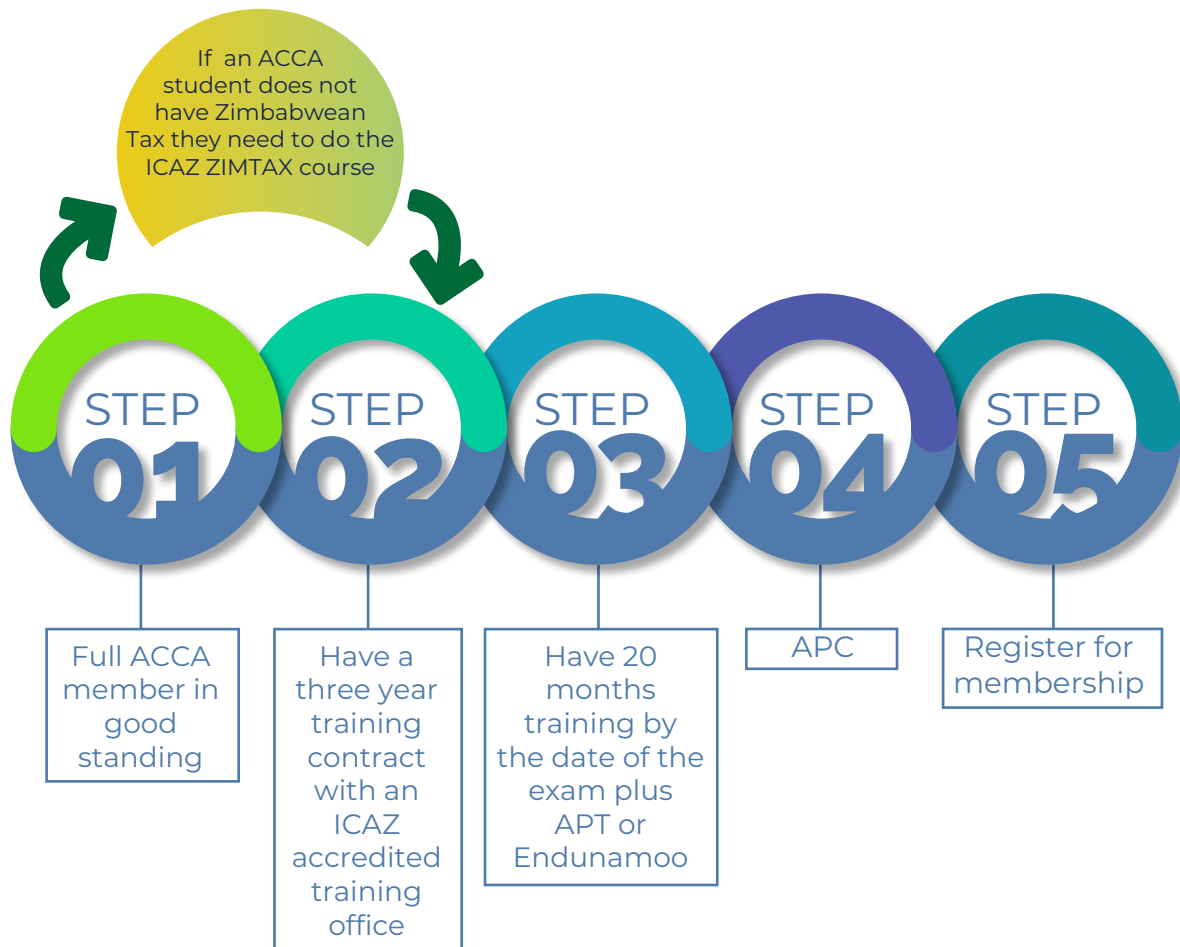 If an ACCA
student does not
have Zimbabwean
Tax they need to do the
ICAZ ZIMTAX course
STEP
01
STEP
02
STEP
03
STEP
04
STEP
05
Full ACCA
member in
good
standing
Have a
three year
training
contract
with an
ICAZ
accredited
training
office
Have 20
months
training by
the date of the
exam plus
APT or
Endunamoo
APC
Register for
membership